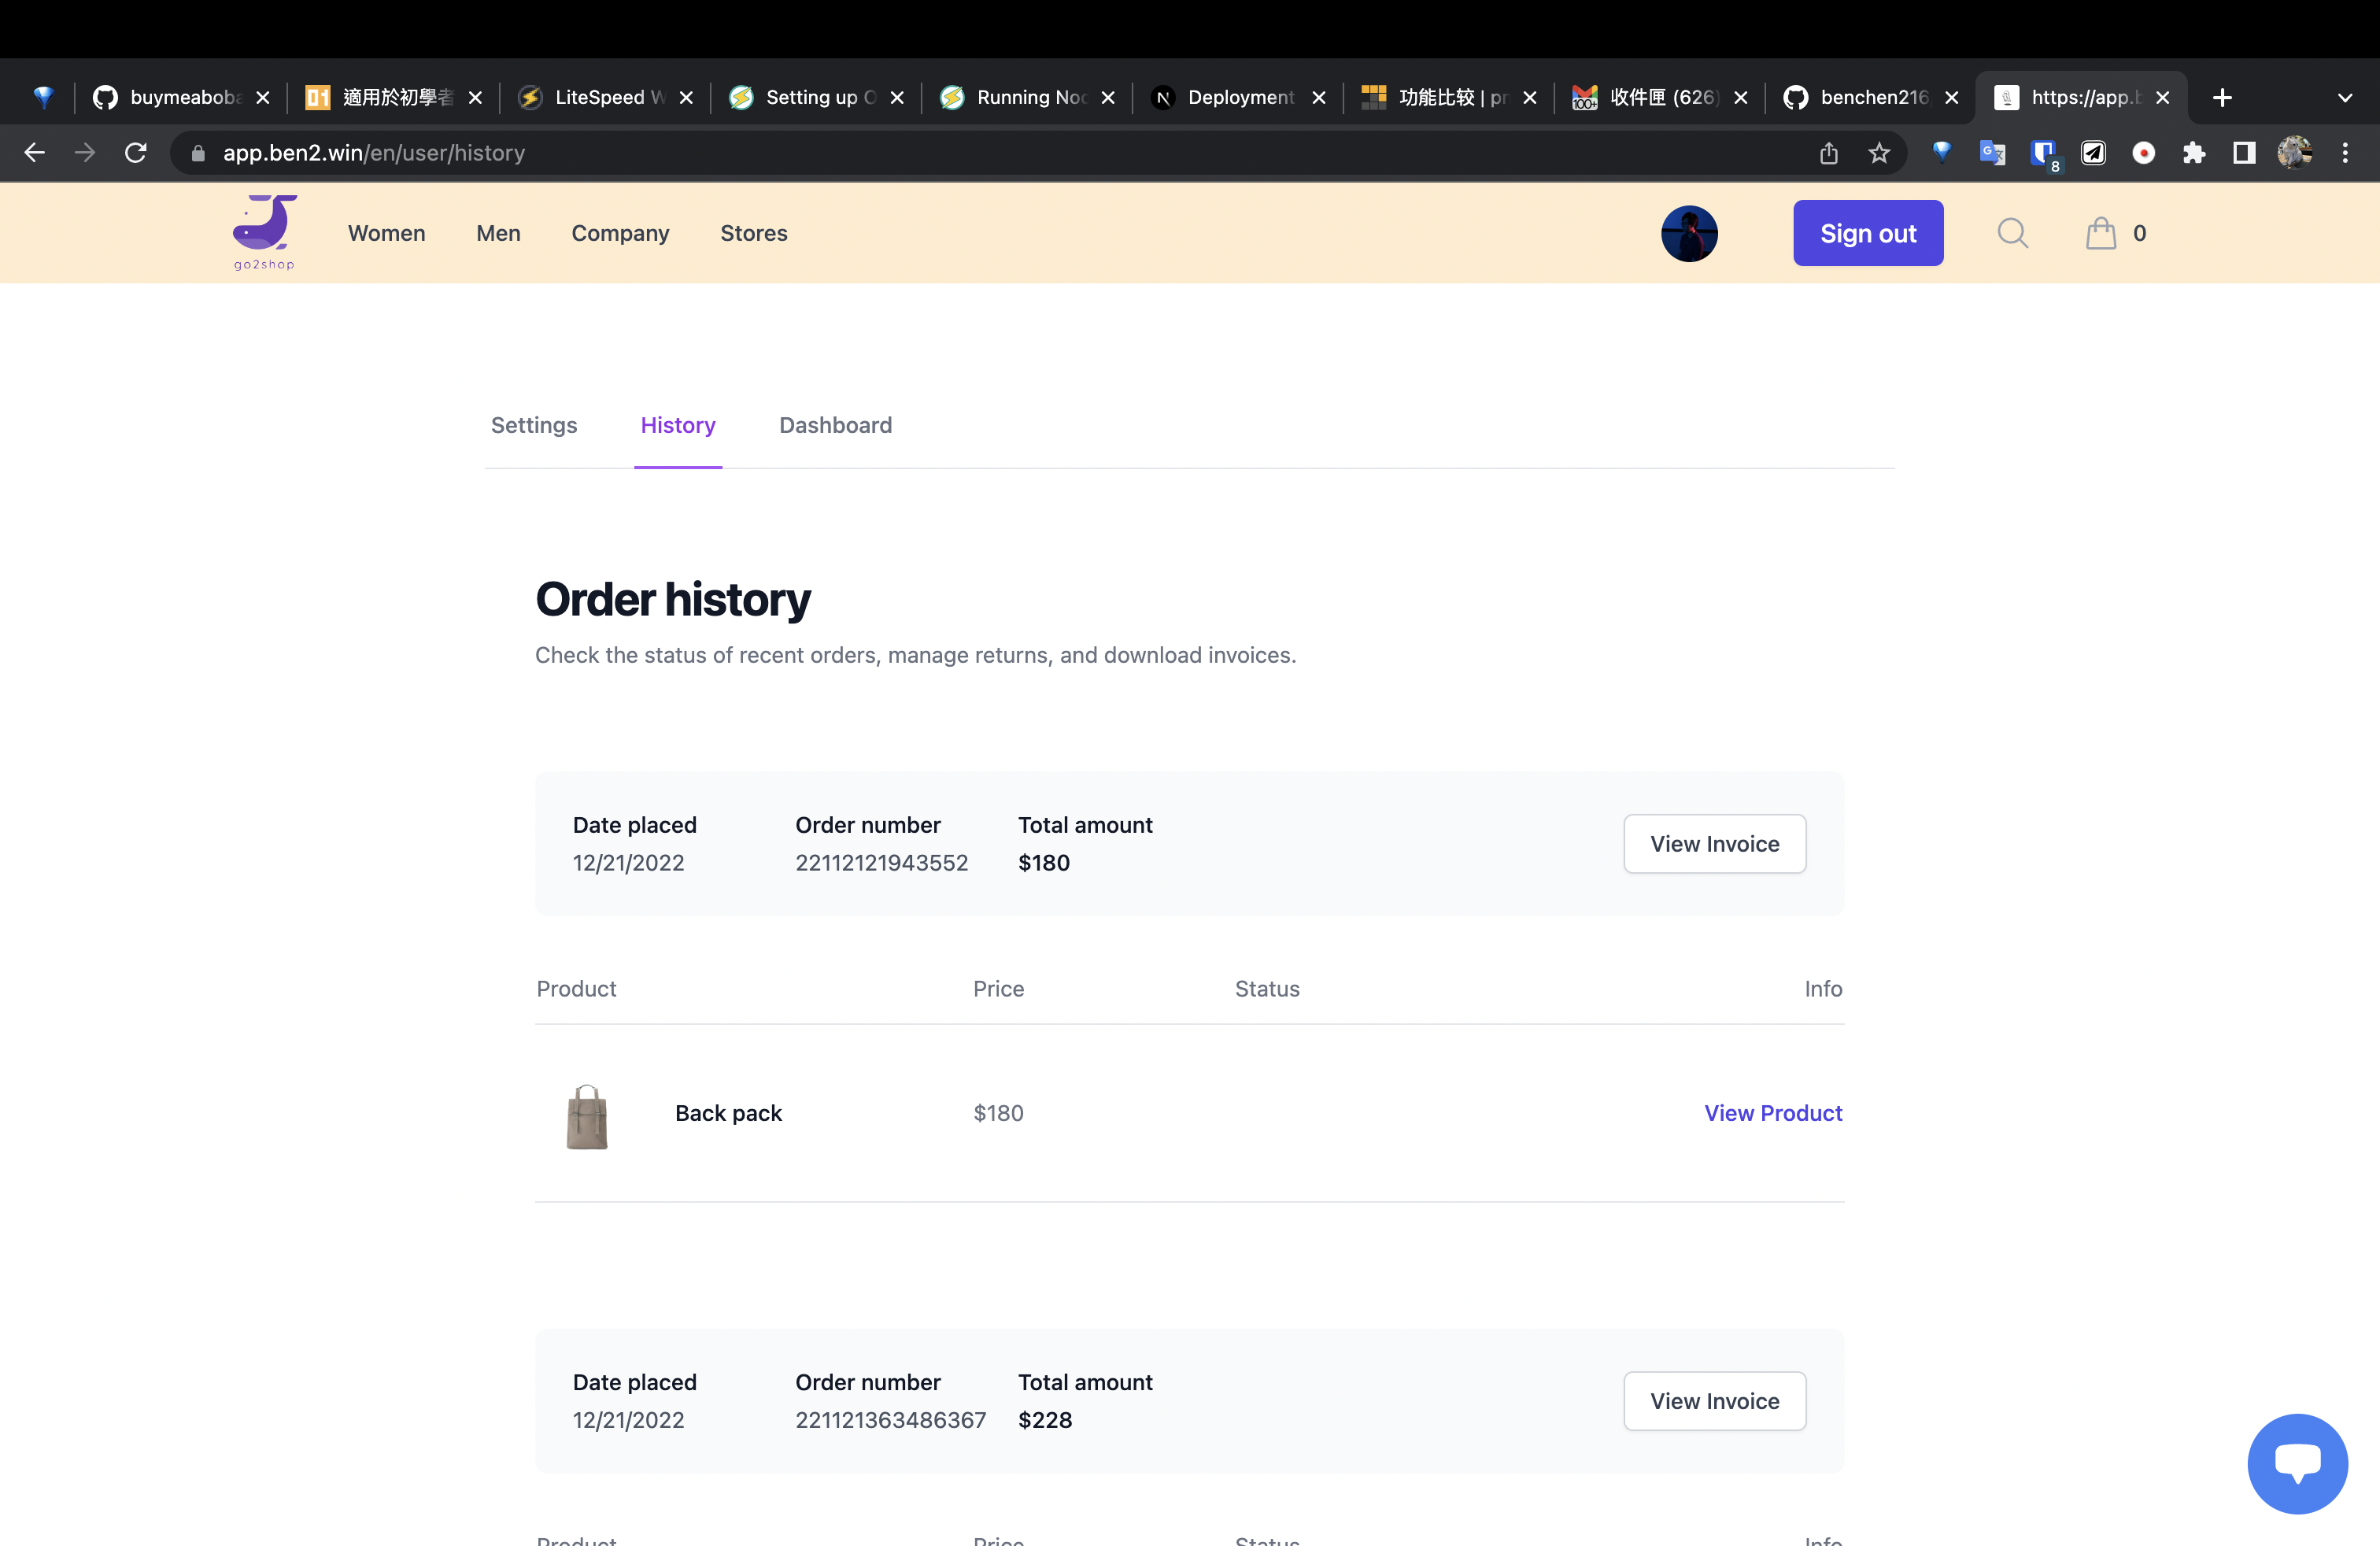 buymeaboba
適用於初學者
LiteSpeed W
Setting up O
Running Noc
Deployment
功能比较 | pr
收件匣 (626)
benchen216
https://app.b
app.ben2.win/en/user/history
8
go2shop
Women
Men
Company
Stores
Sign out
0
Settings
History
Dashboard
Order history
Check the status of recent orders, manage returns, and download invoices.
Date placed
Order number
Total amount
12/21/2022
22112121943552
$180
View Invoice
Product
Price
Status
Info
Back pack
$180
View Product
Date placed
Order number
Total amount
12/21/2022
221121363486367
$228
View Invoice
Product
Price
Status
Info